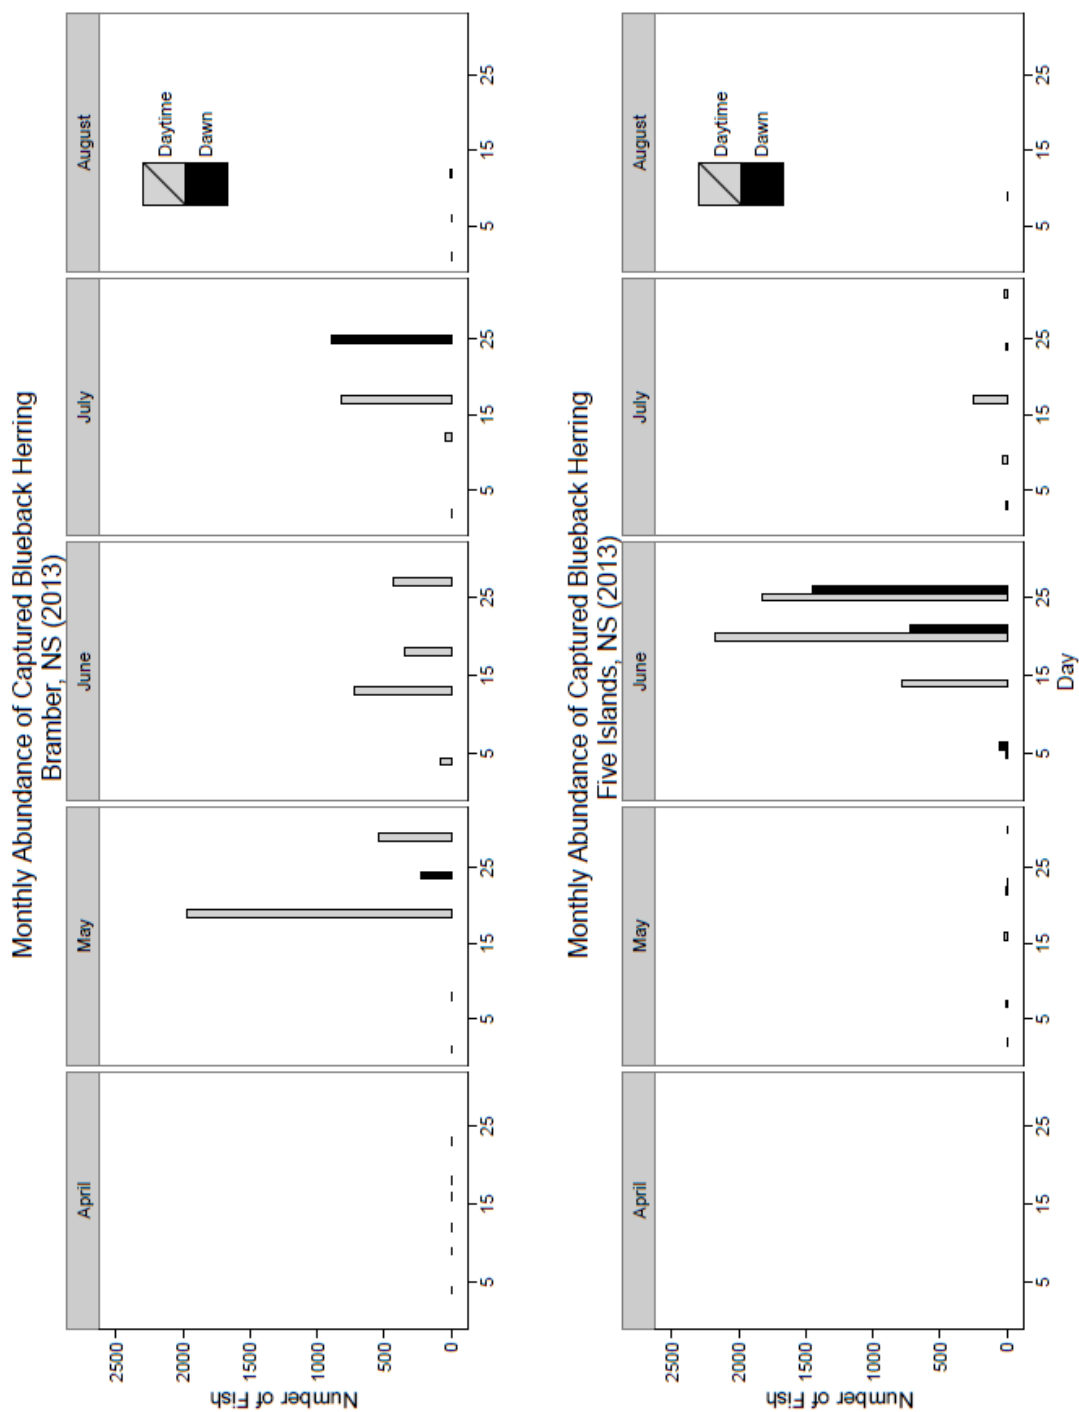 Monthly Abundance of Captured Blueback Herring
Bramber, NS (2013)
April May June July August
Number of Fish
2500
2000
1500
1000
500
0
Daytime
Dawn
5 15 25 5 15 25 5 15 25 5 15 25 5 15 25
Monthly Abundance of Captured Blueback Herring
Five Islands, NS (2013)
April May June July August
Number of Fish
2500
2000
1500
1000
500
0
Daytime
Dawn
5 15 25 5 15 25 5 15 25 5 15 25 5 15 25
Day